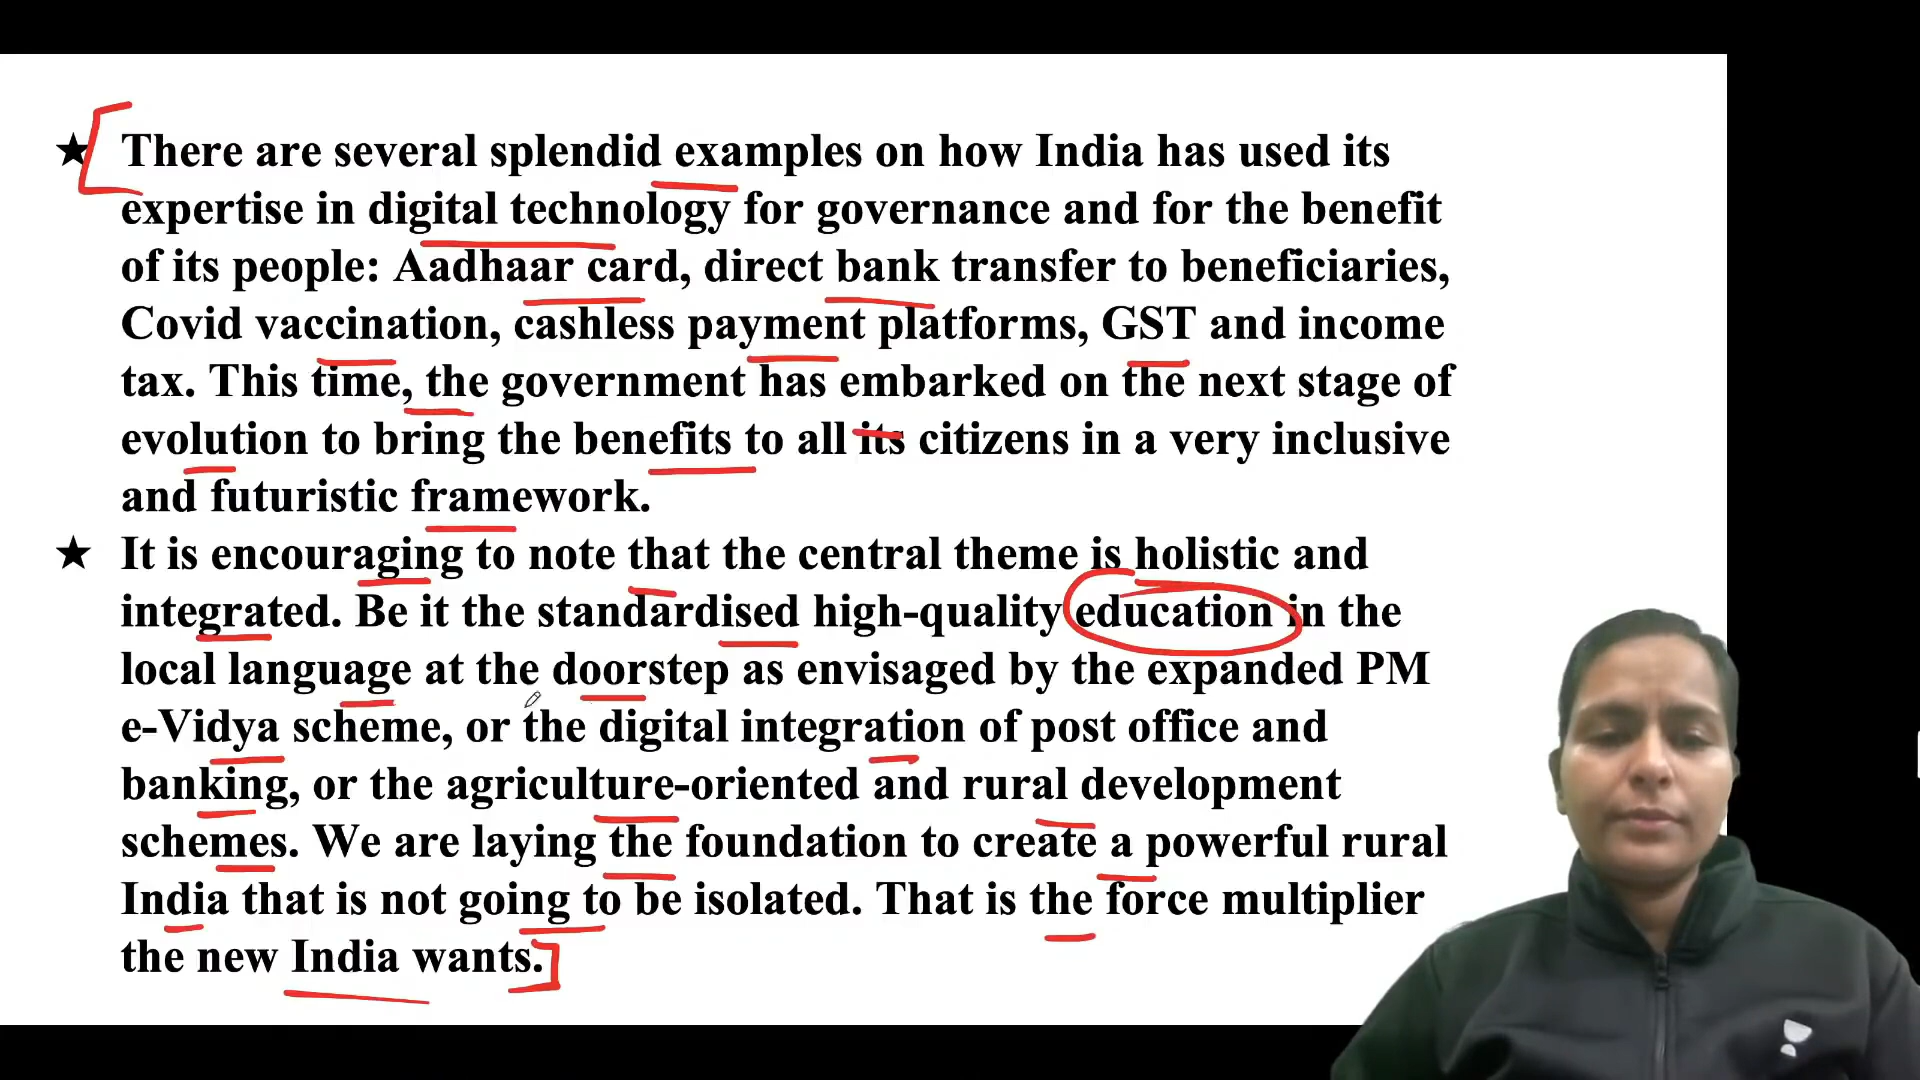 ★ There are several splendid examples on how India has used its
expertise in digital technology for governance and for the benefit
of its people: Aadhaar card, direct bank transfer to beneficiaries,
Covid vaccination, cashless payment platforms, GST and income
tax. This time, the government has embarked on the next stage of
evolution to bring the benefits to all its citizens in a very inclusive
and futuristic framework.
★ It is encouraging to note that the central theme is holistic and
integrated. Be it the standardised high-quality education in the
local language at the doorstep as envisaged by the expanded PM
e-Vidya scheme, or the digital integration of post office and
banking, or the agriculture-oriented and rural development
schemes. We are laying the foundation to create a powerful rural
India that is not going to be isolated. That is the force multiplier
the new India wants.